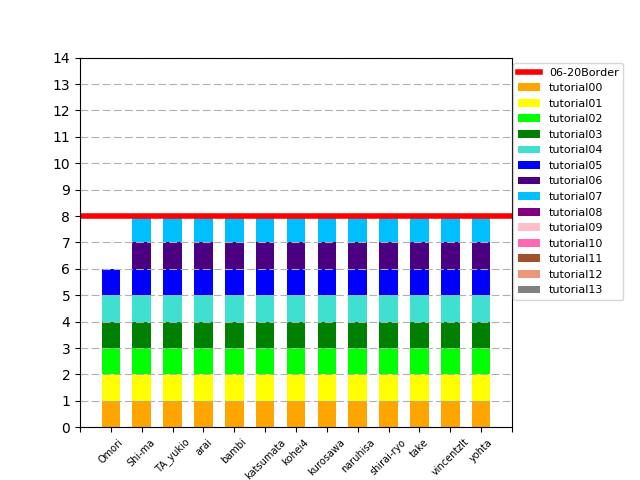 14
13
12
11
10
9
8
7
6
5
4
3
2
1
0
Omori
Shi-ma
TA_yukio
arai
bambi
katsumata
kohei4
kurosawa
naruhisa
shirai-ryo
take
vincentzlt
yohta
06-20Border
tutorial00
tutorial01
tutorial02
tutorial03
tutorial04
tutorial05
tutorial06
tutorial07
tutorial08
tutorial09
tutorial10
tutorial11
tutorial12
tutorial13